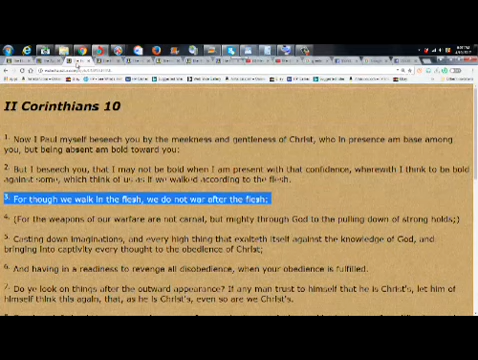 II Corinthians 10
1. Now I Paul myself beseech you by the meekness and gentleness of Christ, who in presence am base among
you, but being absent am bold toward you:
2. But I beseech you, that I may not be bold when I am present with that confidence, wherewith I think to be bold
against some, which think of us as if we walked according to the flesh.
3. For though we walk in the flesh, we do not war after the flesh:
4. (For the weapons of our warfare are not carnal, but mighty through God to the pulling down of strong holds;)
5. Casting down imaginations, and every high thing that exalteth itself against the knowledge of God, and
bringing into captivity every thought to the obedience of Christ;
6. And having in a readiness to revenge all disobedience, when your obedience is fulfilled.
7. Do ye look on things after the outward appearance? If any man trust to himself that he is Christ's, let him of
himself think this again, that, as he is Christ's, even so are we Christ's.